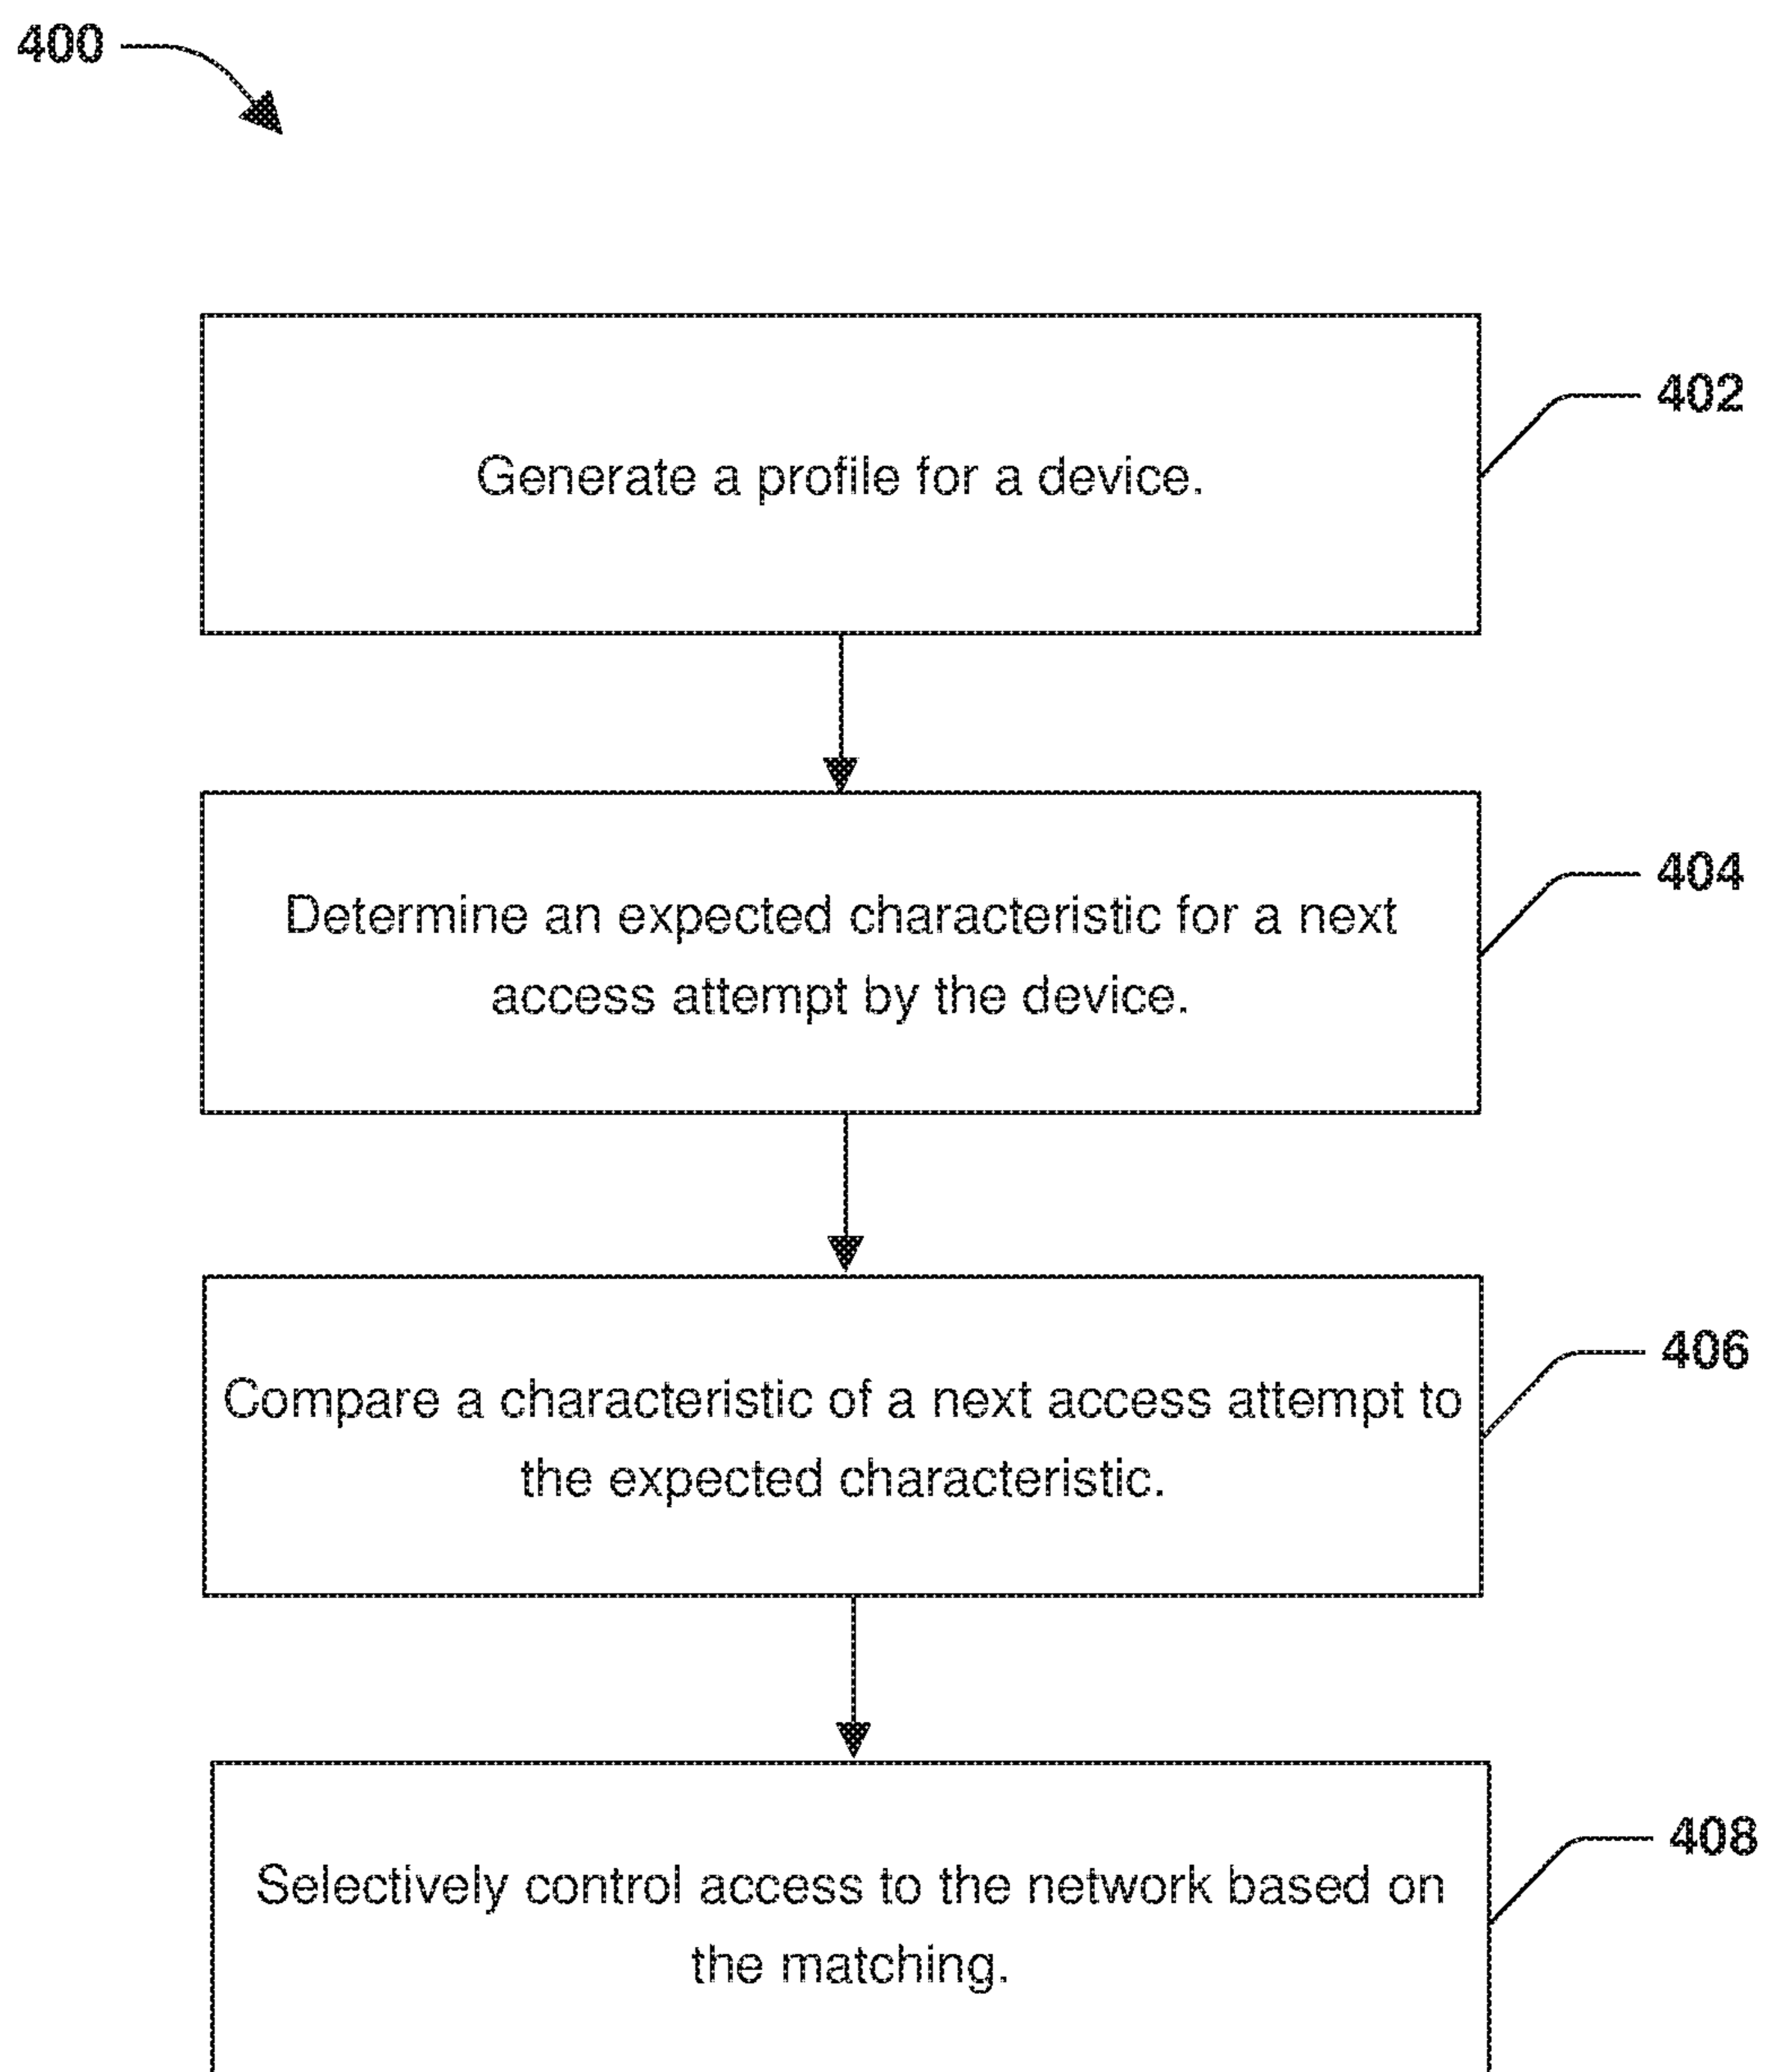 400
Generate a profile for a device.
402
Determine an expected characteristic for a next
access attempt by the device.
404
Compare a characteristic of a next access attempt to
the expected characteristic.
406
Selectively control access to the network based on
the matching.
408